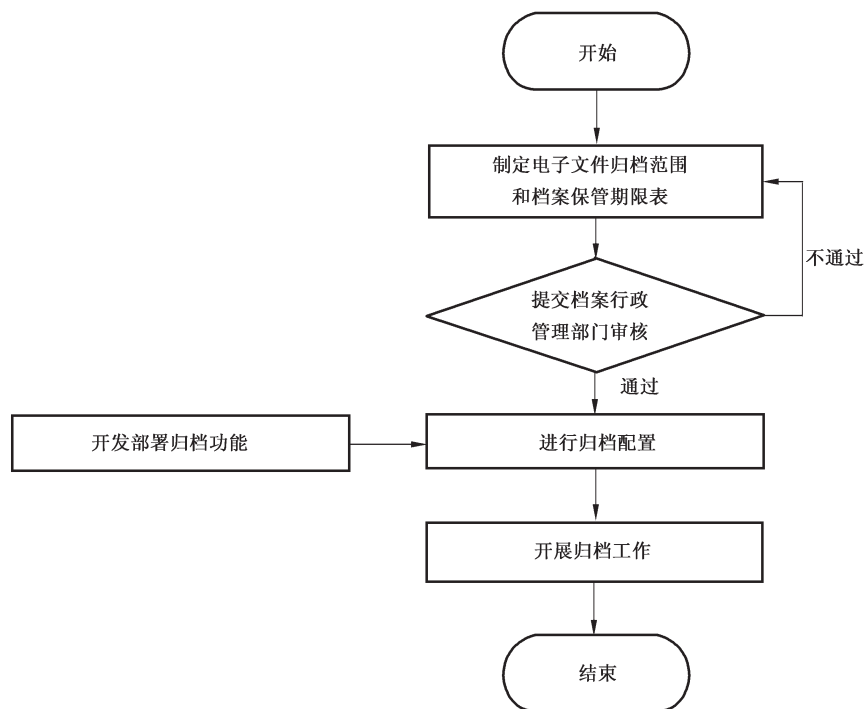 开始
制定电子文件归档范围
和档案保管期限表
不通过
提交档案行政
管理部门审核
通过
开发部署归档功能
进行归档配置
开展归档工作
结束